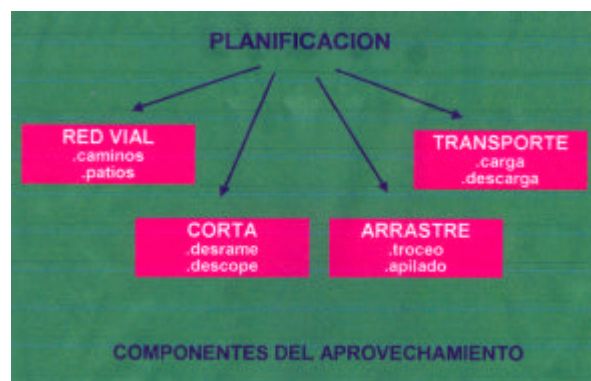 PLANIFICACION
RED VIAL
.caminos
.patios
TRANSPORTE
.carga
.descarga
CORTA
.desrame
.descope
ARRASTRE
.troceo
.apilado
COMPONENTES DEL APROVECHAMIENTO